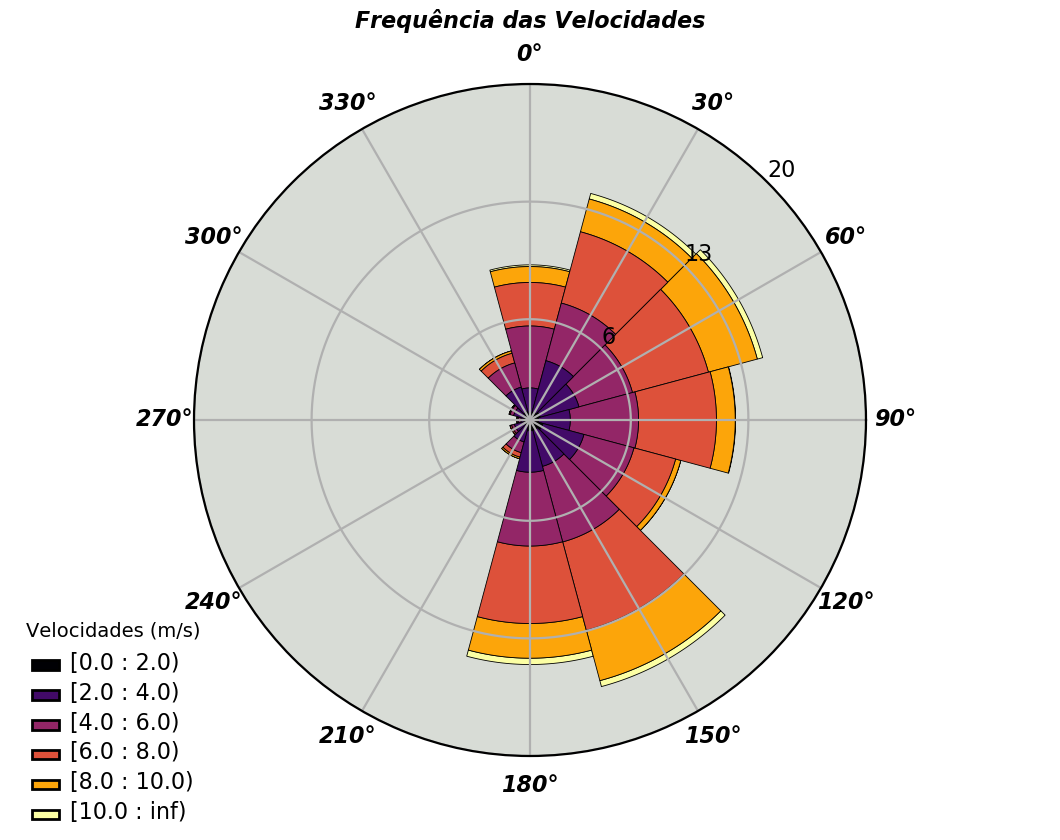 Frequência das Velocidades
0°
330°
30°
20
300°
60°
13
6
270°
90°
240°
120°
210°
150°
180°
Velocidades (m/s)
[0.0 : 2.0)
[2.0 : 4.0)
[4.0 : 6.0)
[6.0 : 8.0)
[8.0 : 10.0)
[10.0 : inf)